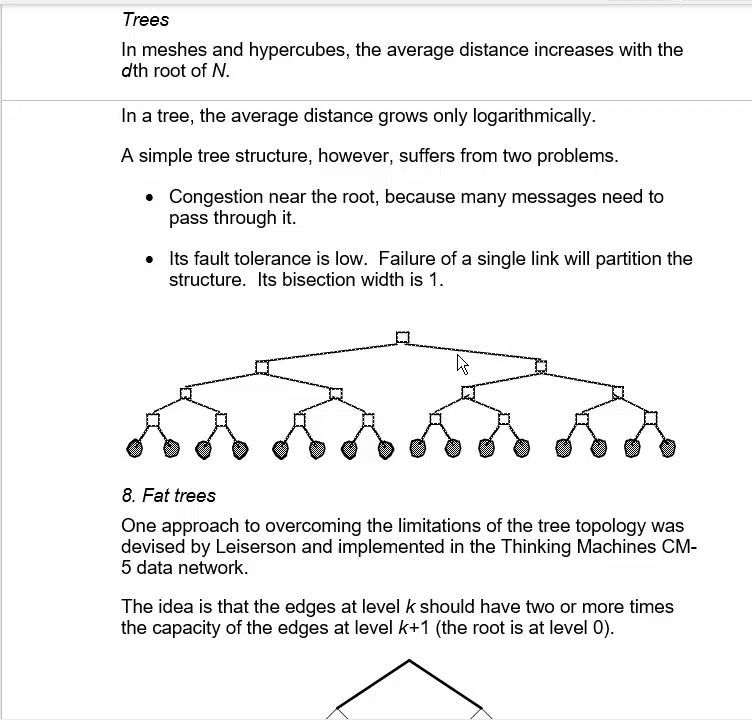 Trees
In meshes and hypercubes, the average distance increases with the
dth root of N.
In a tree, the average distance grows only logarithmically.
A simple tree structure, however, suffers from two problems.
• Congestion near the root, because many messages need to
pass through it.
• Its fault tolerance is low.  Failure of a single link will partition the
structure.  Its bisection width is 1.
8. Fat trees
One approach to overcoming the limitations of the tree topology was
devised by Leiserson and implemented in the Thinking Machines CM-
5 data network.
The idea is that the edges at level k should have two or more times
the capacity of the edges at level k+1 (the root is at level 0).